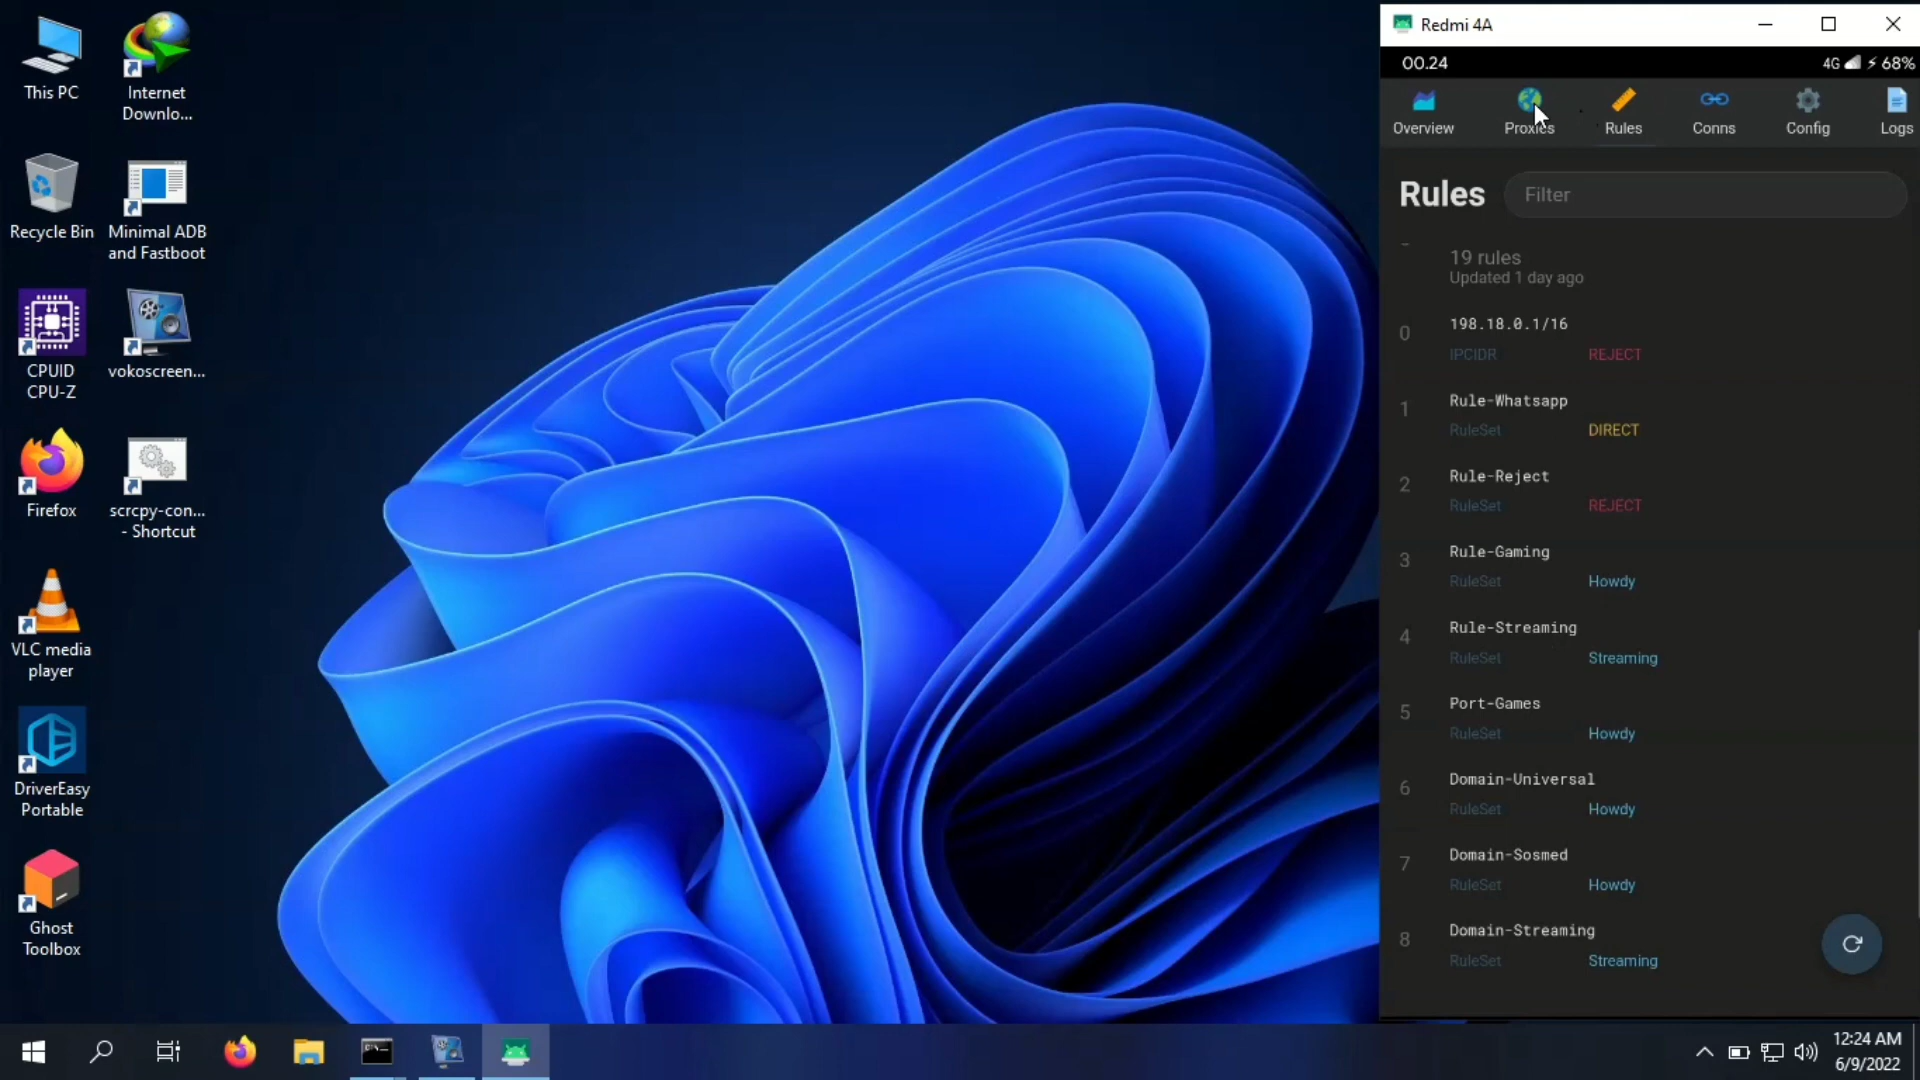 This PC
Internet
Downlo...
Recycle Bin
Minimal ADB
and Fastboot
CPUID
CPU-Z
vokoscreen...
Firefox
scrcpy-con...
- Shortcut
VLC media
player
DriverEasy
Portable
Ghost
Toolbox
Redmi 4A
00.24
4G
68%
Overview
Proxies
Rules
Conns
Config
Logs
Rules
Filter
19 rules
Updated 1 day ago
0
198.18.0.1/16
IPCIDR
REJECT
1
Rule-Whatsapp
RuleSet
DIRECT
2
Rule-Reject
RuleSet
REJECT
3
Rule-Gaming
RuleSet
Howdy
4
Rule-Streaming
RuleSet
Streaming
5
Port-Games
RuleSet
Howdy
6
Domain-Universal
RuleSet
Howdy
7
Domain-Sosmed
RuleSet
Howdy
8
Domain-Streaming
RuleSet
Streaming
12:24 AM
6/9/2022